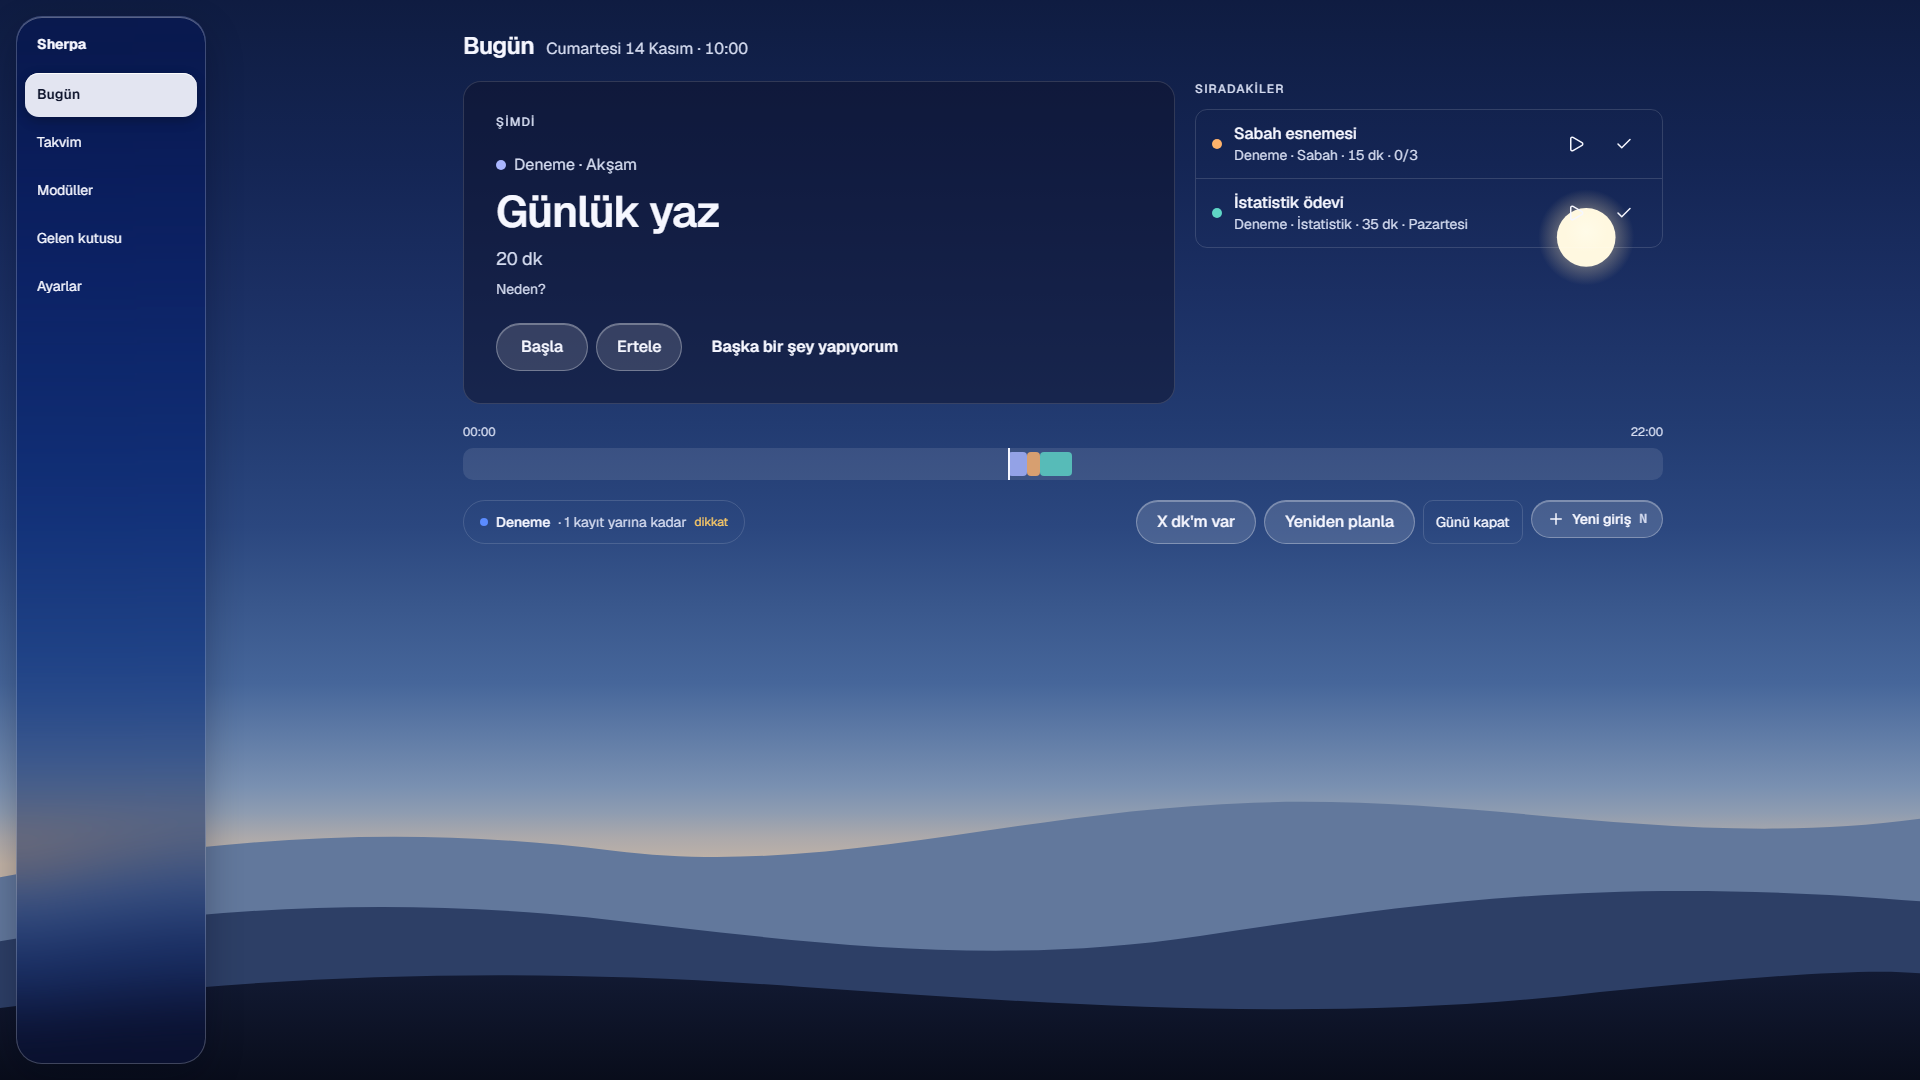 Sherpa
Bugün
Takvim
Modüller
Gelen kutusu
Ayarlar
Bugün Cumartesi 14 Kasım · 10:00
ŞİMDİ
Deneme · Akşam
Günlük yaz
20 dk
Neden?
Başla Ertele Başka bir şey yapıyorum
SIRADAKİLER
Sabah esnemesi
Deneme · Sabah · 15 dk · 0/3
İstatistik ödevi
Deneme · İstatistik · 35 dk · Pazartesi
00:00 22:00
Deneme · 1 kayıt yarına kadar dikkat
X dk'm var Yeniden planla Günü kapat Yeni giriş N